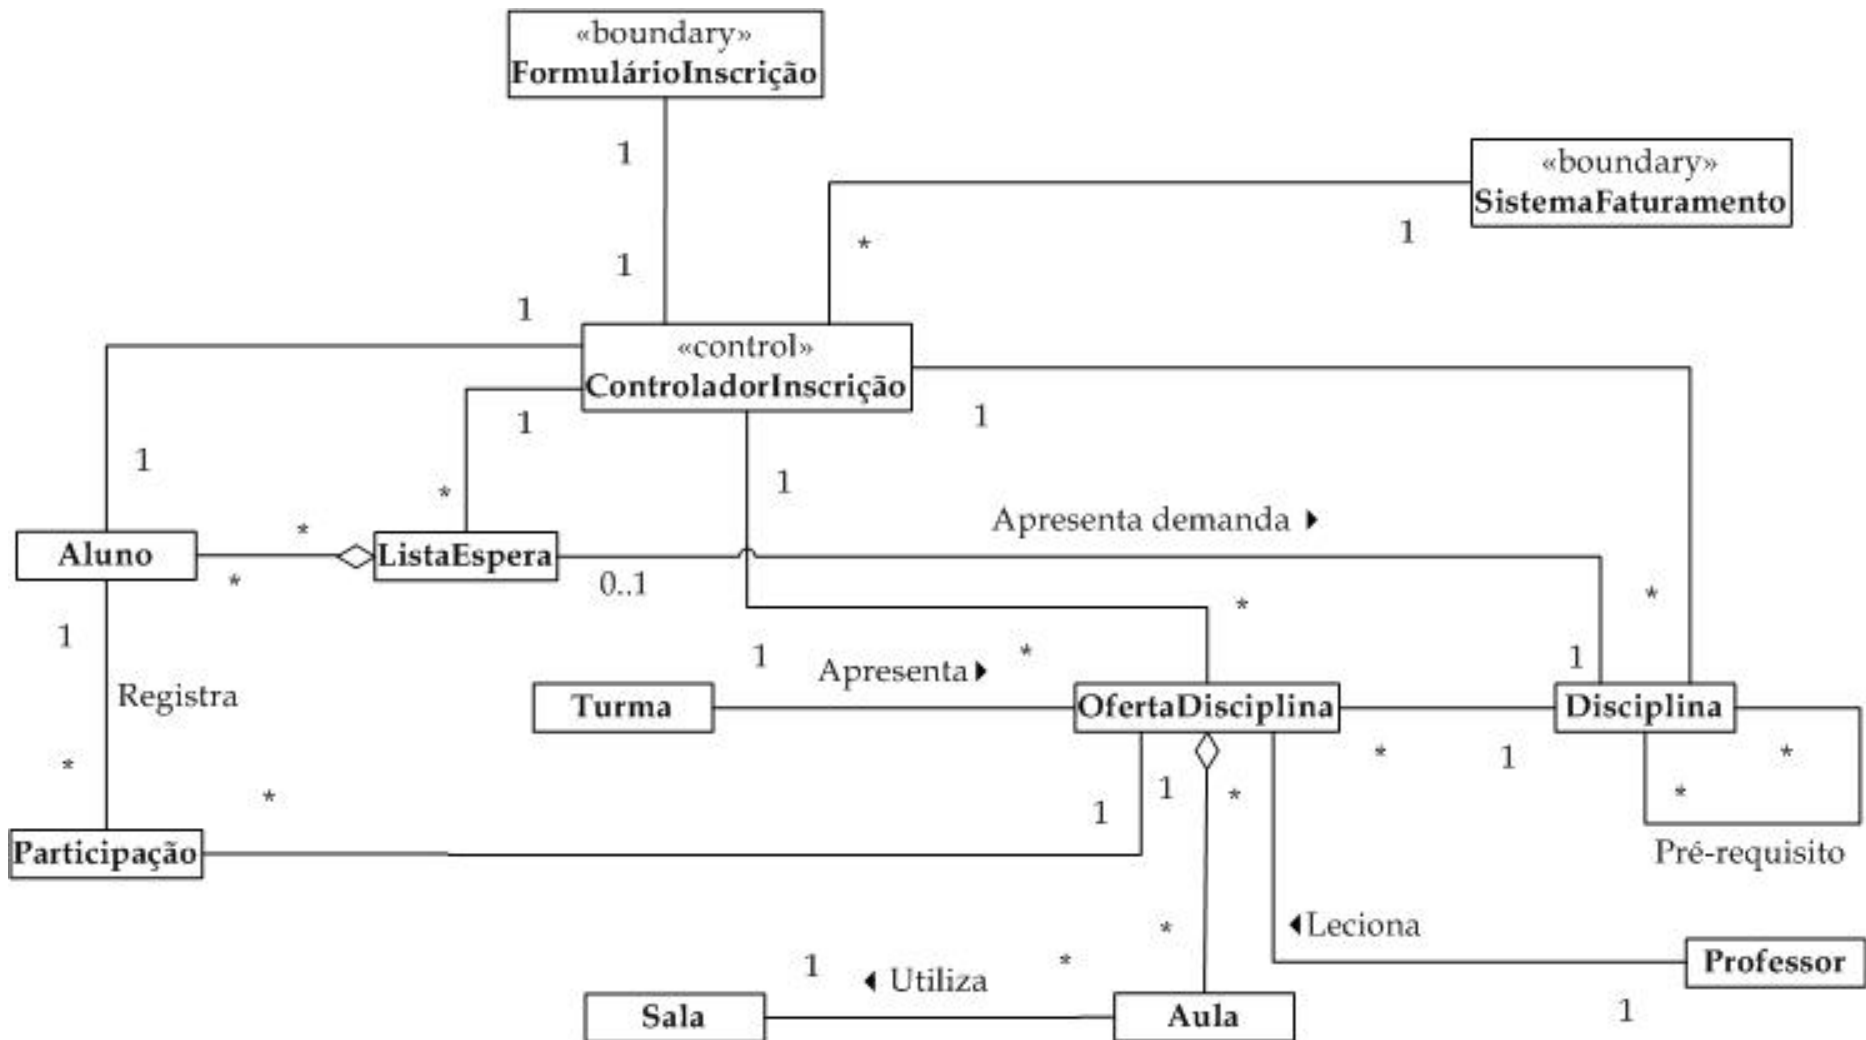 «boundary»
FormulárioInscrição
1
«boundary»
SistemaFaturamento
1
*
1
1
«control»
ControladorInscrição
1
1
1
1
*
Apresenta demanda
*
Aluno
*
ListaEspera
0..1
*
*
1
Registra
*
1
Apresenta
*
1
Turma
OfertaDisciplina
Disciplina
*
1
*
*
1
*
1
*
Participação
Pré-requisito
*
Leciona
Professor
1
1
Utiliza
*
Sala
Aula